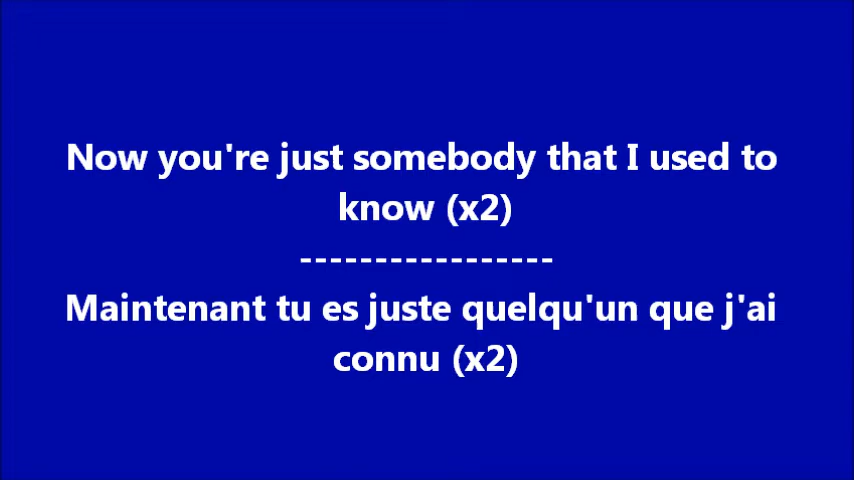 Now you're just somebody that I used to
know (x2)
-----------------
Maintenant tu es juste quelqu'un que j'ai
connu (x2)